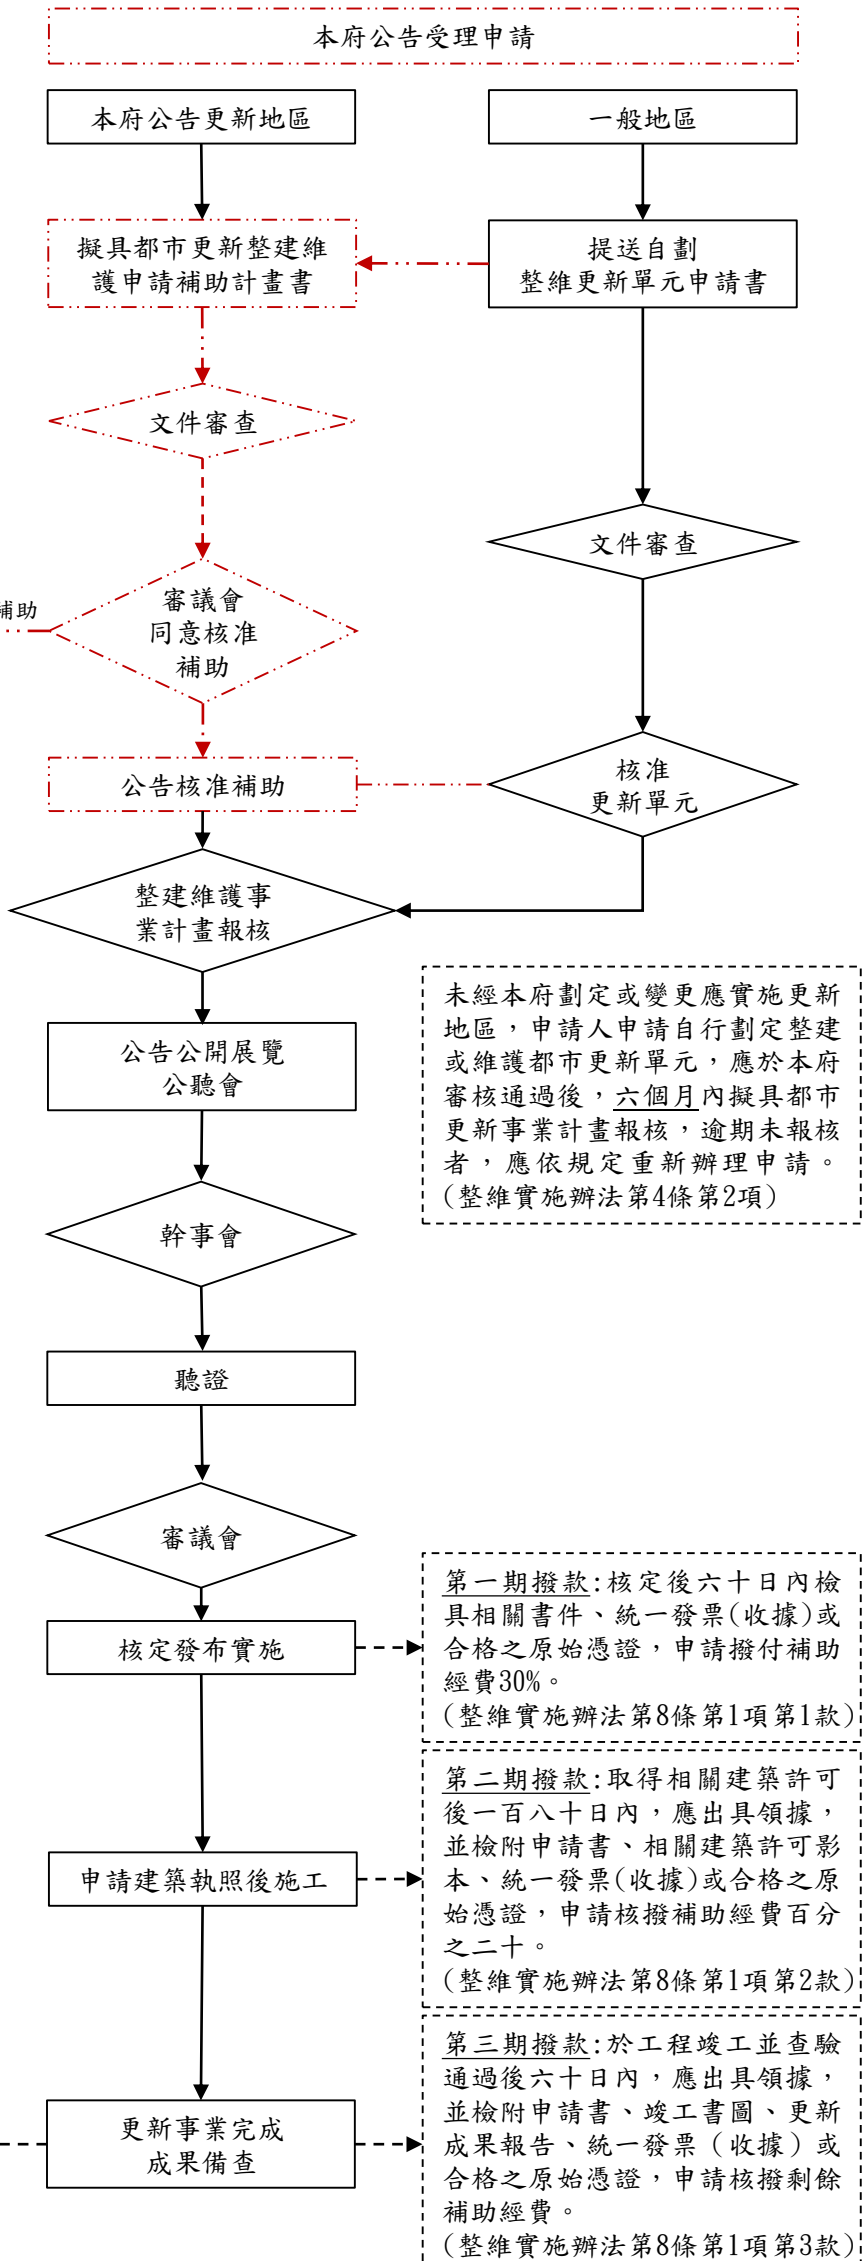 本府公告受理申請
本府公告更新地區
一般地區
擬具都市更新整建維
護申請補助計畫書
提送自劃
整維更新單元申請書
文件審查
文件審查
補助
審議會
同意核准
補助
公告核准補助
核准
更新單元
整建維護事
業計畫報核
未經本府劃定或變更應實施更新
地區，申請人申請自行劃定整建
或維護都市更新單元，應於本府
審核通過後，六個月內擬具都市
更新事業計畫報核，逾期未報核
者，應依規定重新辦理申請。
(整維實施辦法第4條第2項)
公告公開展覽
公聽會
幹事會
聽證
審議會
核定發布實施
第一期撥款:核定後六十日內檢
具相關書件、統一發票(收據)或
合格之原始憑證，申請撥付補助
經費30%。
(整維實施辦法第8條第1項第1款)
申請建築執照後施工
第二期撥款:取得相關建築許可
後一百八十日內，應出具領據，
並檢附申請書、相關建築許可影
本、統一發票(收據)或合格之原
始憑證，申請核撥補助經費百分
之二十。
(整維實施辦法第8條第1項第2款)
更新事業完成
成果備查
第三期撥款:於工程竣工並查驗
通過後六十日內，應出具領據，
並檢附申請書、竣工書圖、更新
成果報告、統一發票（收據）或
合格之原始憑證，申請核撥剩餘
補助經費。
(整維實施辦法第8條第1項第3款)